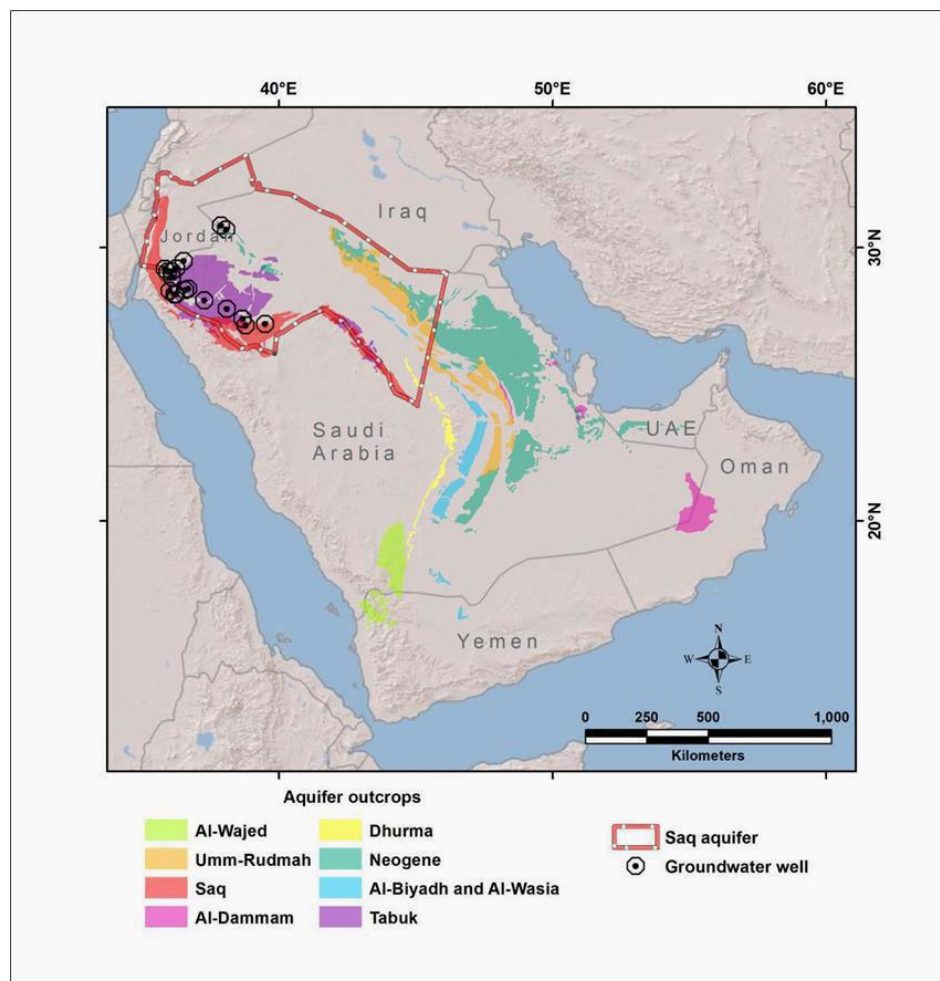 40°E 50°E 60°E
Iraq
Jordan
30°N
Saudi
Arabia
UAE
Oman
20°N
Yemen
N
W E
S
0 250 500 1,000
Kilometers
Aquifer outcrops
Al-Wajed
Umm-Rudmah
Saq
Al-Dammam
Dhurma
Neogene
Al-Biyadh and Al-Wasia
Tabuk
Saq aquifer
Groundwater well